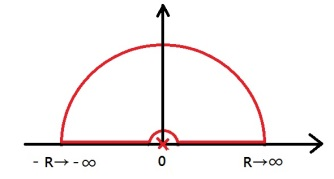 - R→ - ∞ 0 R→∞